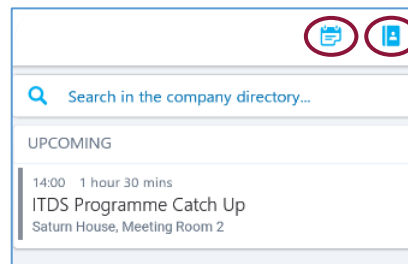 Search in the company directory...
UPCOMING
14:00 1 hour 30 mins
ITDS Programme Catch Up
Saturn House, Meeting Room 2